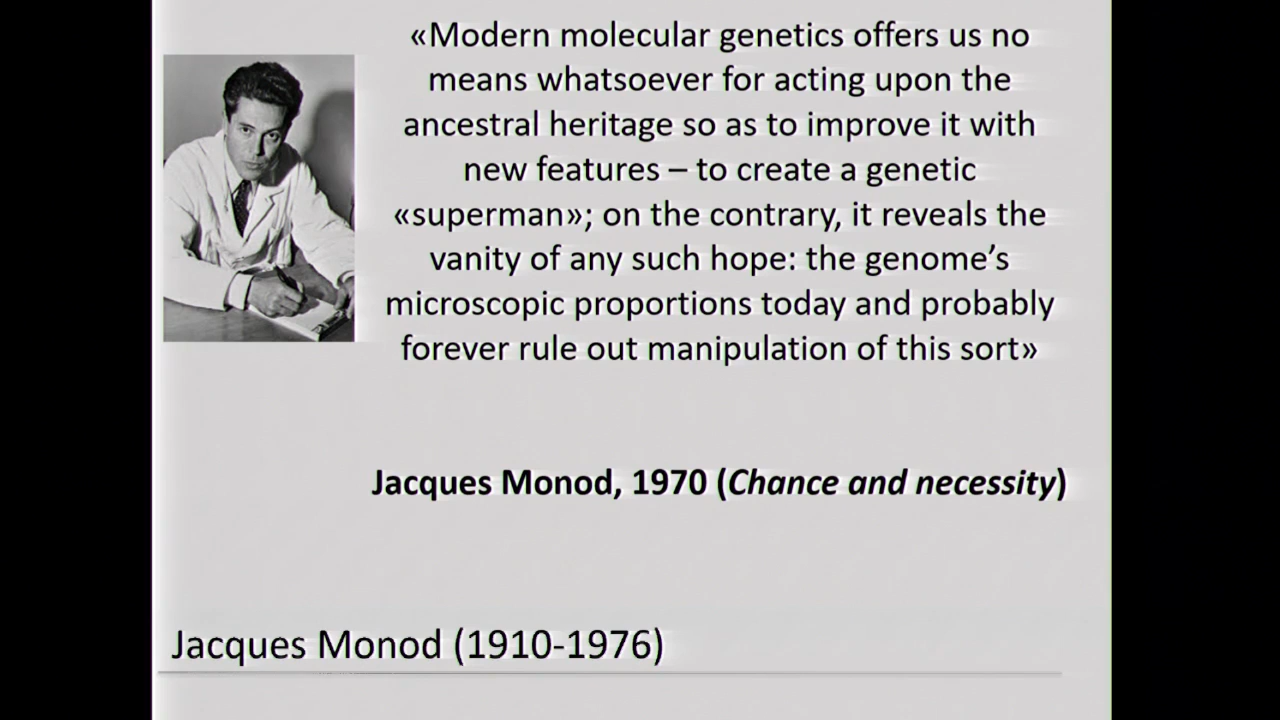 «Modern molecular genetics offers us no
means whatsoever for acting upon the
ancestral heritage so as to improve it with
new features – to create a genetic
«superman»; on the contrary, it reveals the
vanity of any such hope: the genome’s
microscopic proportions today and probably
forever rule out manipulation of this sort»
Jacques Monod, 1970 (Chance and necessity)
Jacques Monod (1910-1976)